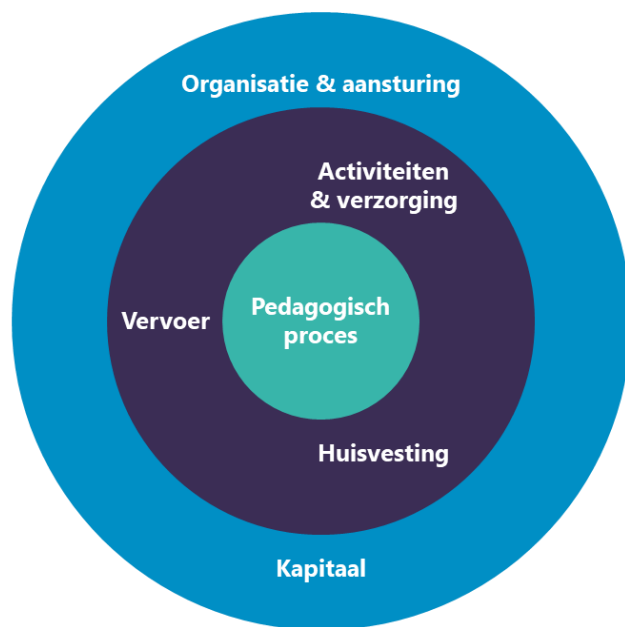 Organisatie & aansturing
Activiteiten
& verzorging
Vervoer
Pedagogisch
proces
Huisvesting
Kapitaal